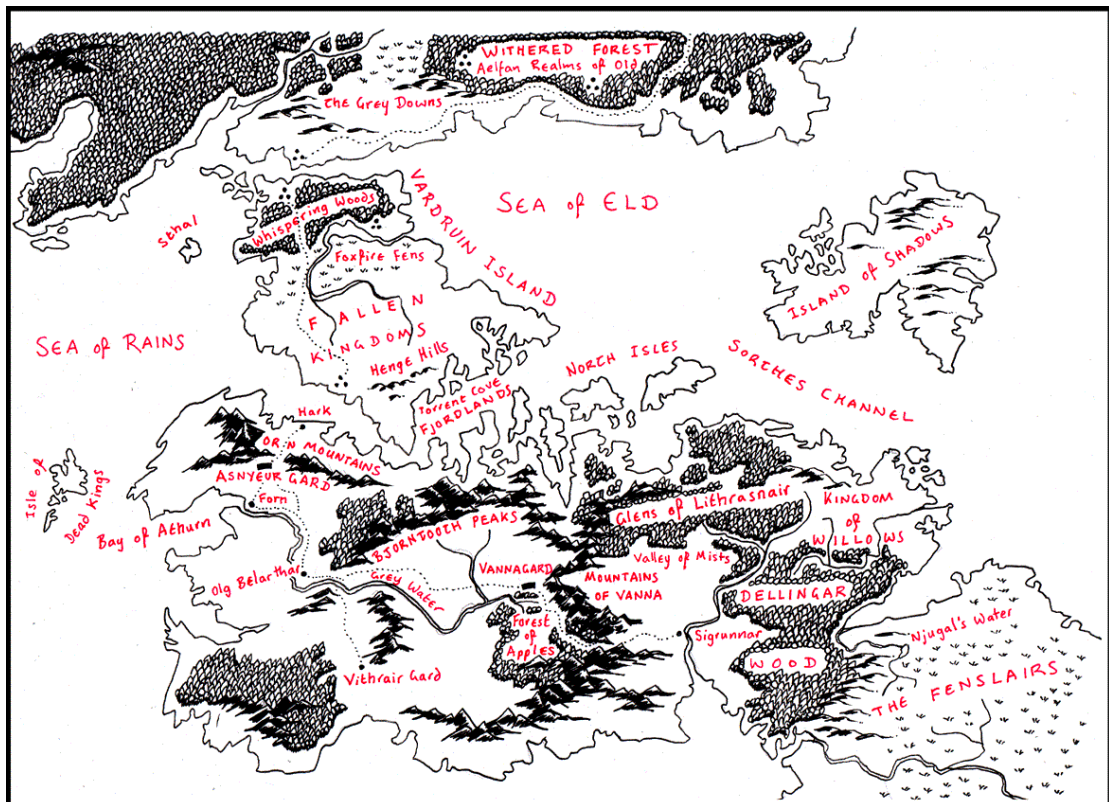 WITHERED FOREST
Aelfan Realms of Old
The Grey Downs
VARDRUIN ISLAND
SEA of ELD
Sthal
Whispering Woods
Foxfire Fens
ISLAND of SHADOWS
FALLEN
KINGDOMS
SEA of RAINS
Henge Hills
NORTH ISLES
SORTHES CHANNEL
Torrent Cove
FJORDLANDS
Hark
ORN MOUNTAINS
ASNYEUR GARD
Forn
Isle of
Dead Kings
Bay of Athurn
BJORNTOOTH PEAKS
Glens of Lithrasnair
KINGDOM
of
WILLOWS
Valley of Mists
Olg Belarthar
Grey Water
VANNAGARD
MOUNTAINS
OF VANNA
DELLINGAR
WOOD
Forest
of
Apples
Sigrunnar
Njugal's Water
Vithrair Gard
THE FENSLAIRS